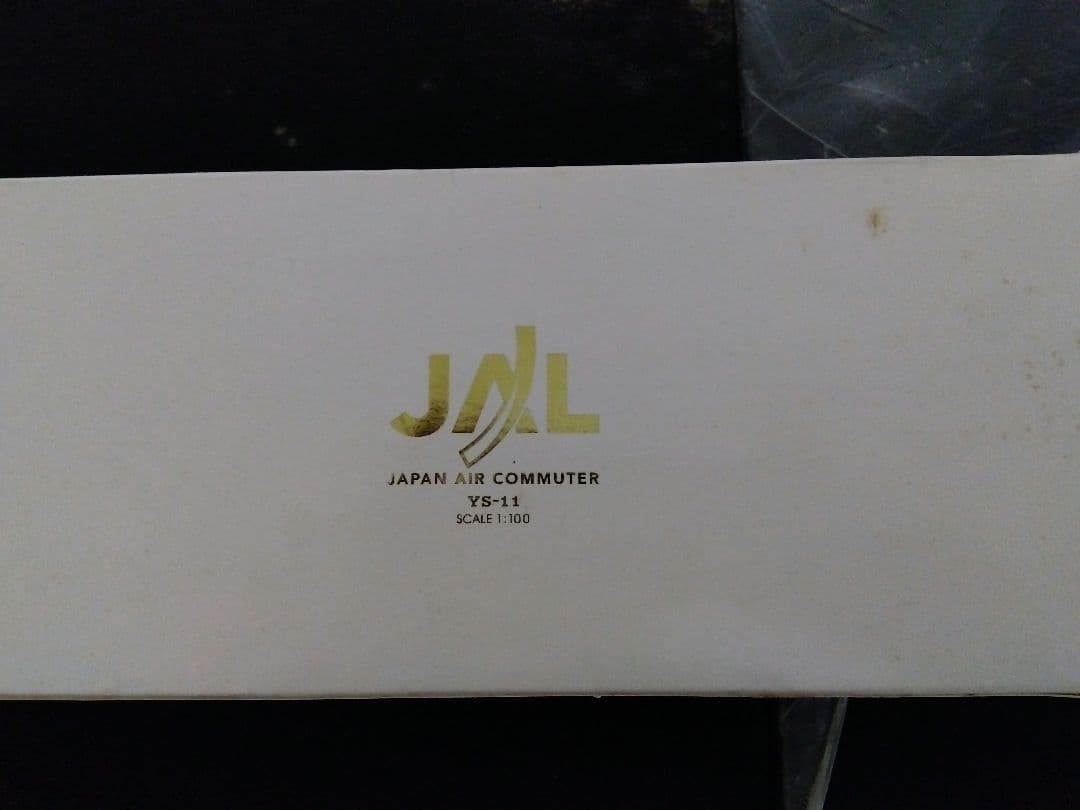 JAL
JAPAN AIR COMMUTER
YS-11
SCALE 1:100